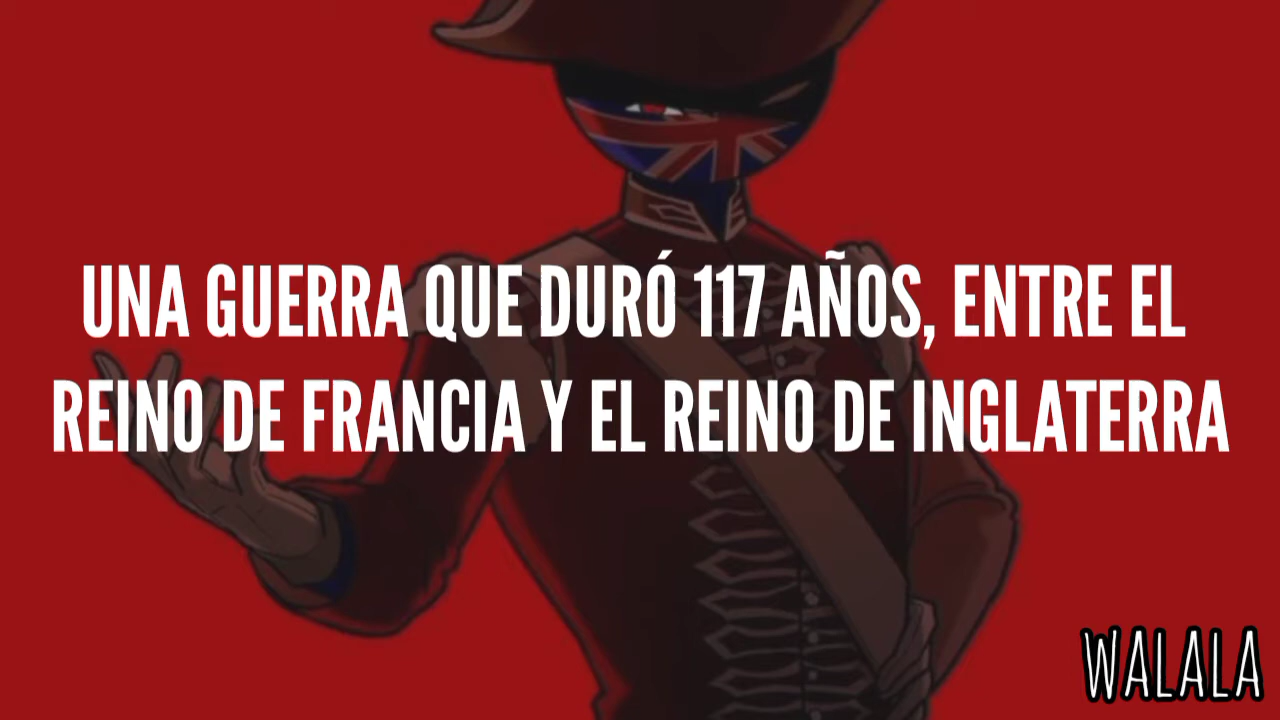 UNA GUERRA QUE DURÓ 117 AÑOS, ENTRE EL
REINO DE FRANCIA Y EL REINO DE INGLATERRA
WALALA